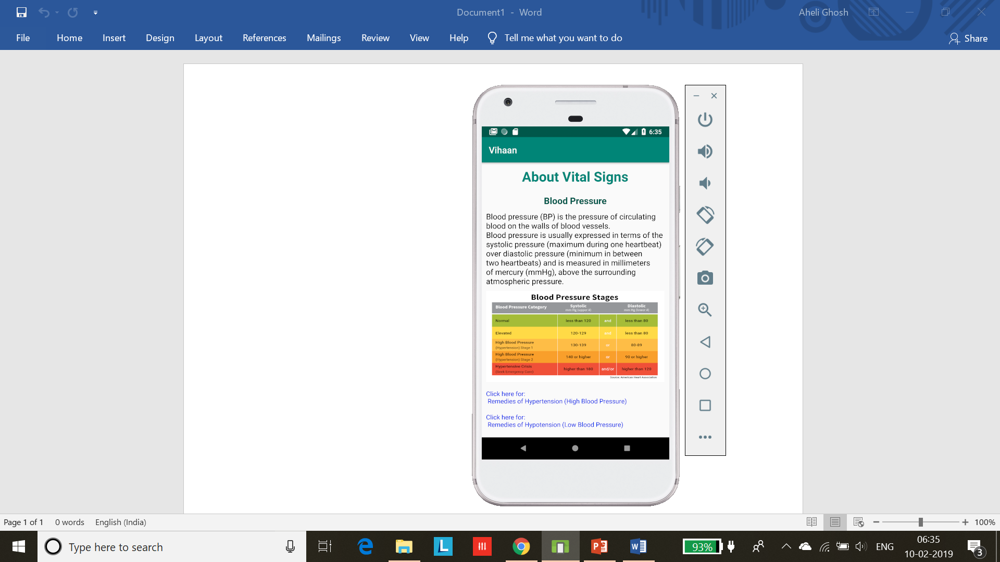 Document1 - Word
Aheli Ghosh
File Home Insert Design Layout References Mailings Review View Help Tell me what you want to do
Share
6:35
Vihaan
About Vital Signs
Blood Pressure
Blood pressure (BP) is the pressure of circulating
blood on the walls of blood vessels.
Blood pressure is usually expressed in terms of the
systolic pressure (maximum during one heartbeat)
over diastolic pressure (minimum in between
two heartbeats) and is measured in millimeters
of mercury (mmHg), above the surrounding
atmospheric pressure.
Blood Pressure Stages
Blood Pressure Category Systolic Diastolic
mm Hg (upper #) mm Hg (lower #)
Normal less than 120 and less than 80
Elevated 120-129 and less than 80
High Blood Pressure
(Hypertension) Stage 1 130-139 or 80-89
High Blood Pressure
(Hypertension) Stage 2 140 or higher or 90 or higher
Hypertensive Crisis
(Seek Emergency Care) higher than 180 and/or higher than 120
Source: American Heart Association
Click here for:
Remedies of Hypertension (High Blood Pressure)
Click here for:
Remedies of Hypotension (Low Blood Pressure)
Page 1 of 1 0 words English (India)
100%
Type here to search
93%
ENG
06:35
10-02-2019
3